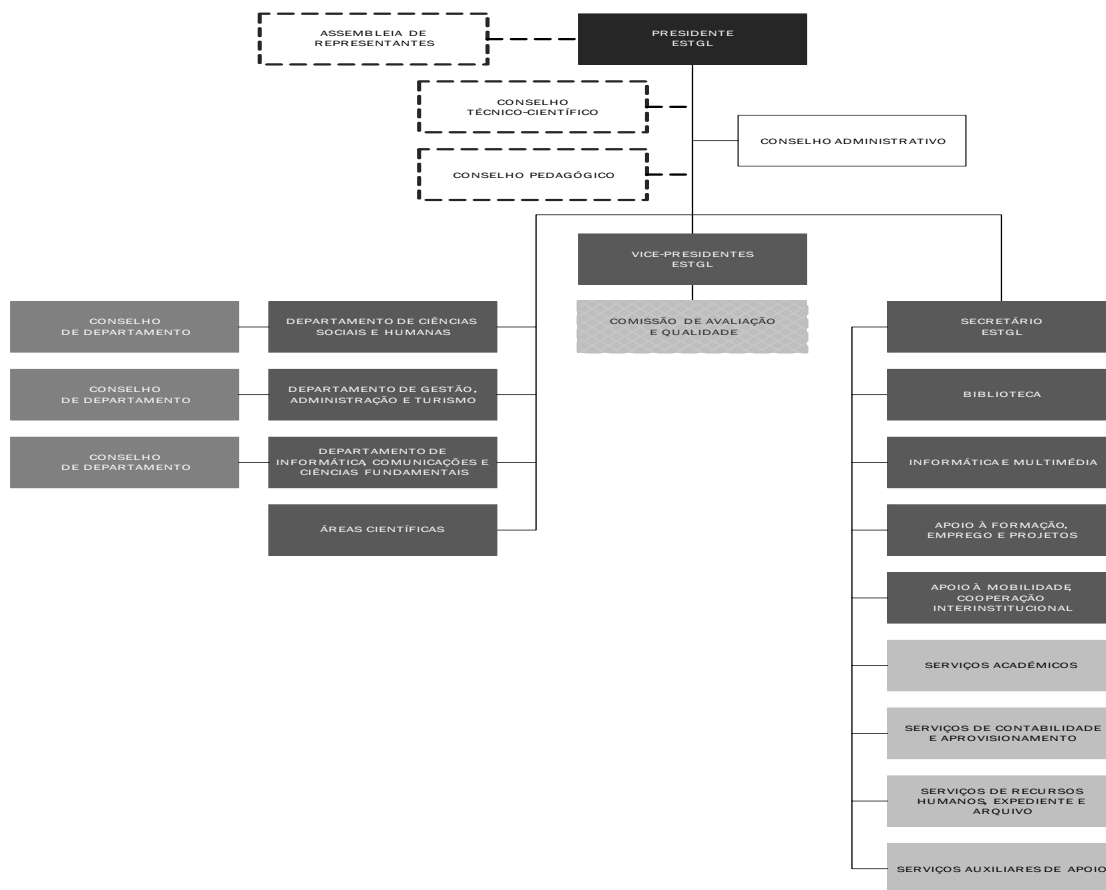 ASSEMBLEIA DE
REPRESENTANTES
PRESIDENTE
ESTGL
CONSELHO
TÉCNICO-CIENTÍFICO
CONSELHO ADMINISTRATIVO
CONSELHO PEDAGÓGICO
VICE-PRESIDENTES
ESTGL
COMISSÃO DE AVALIAÇÃO
E QUALIDADE
CONSELHO
DE DEPARTAMENTO
DEPARTAMENTO DE CIÊNCIAS
SOCIAIS E HUMANAS
CONSELHO
DE DEPARTAMENTO
DEPARTAMENTO DE GESTÃO,
ADMINISTRAÇÃO E TURISMO
CONSELHO
DE DEPARTAMENTO
DEPARTAMENTO DE
INFORMÁTICA, COMUNICAÇÕES E
CIÊNCIAS FUNDAMENTAIS
ÁREAS CIENTÍFICAS
SECRETÁRIO
ESTGL
BIBLIOTECA
INFORMÁTICA E MULTIMÉDIA
APOIO À FORMAÇÃO,
EMPREGO E PROJETOS
APOIO À MOBILIDADE,
COOPERAÇÃO
INTERINSTITUCIONAL
SERVIÇOS ACADÉMICOS
SERVIÇOS DE CONTABILIDADE
E APROVISIONAMENTO
SERVIÇOS DE RECURSOS
HUMANOS, EXPEDIENTE E
ARQUIVO
SERVIÇOS AUXILIARES DE APOIO